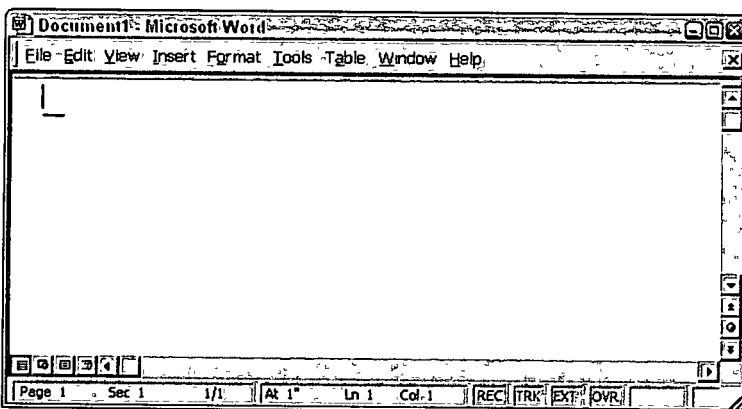 Document1 - Microsoft Word
File Edit View Insert Format Tools Table Window Help
Page 1 Sec 1 1/1 At 1" Ln 1 Col 1 REC TRK EXT OVR